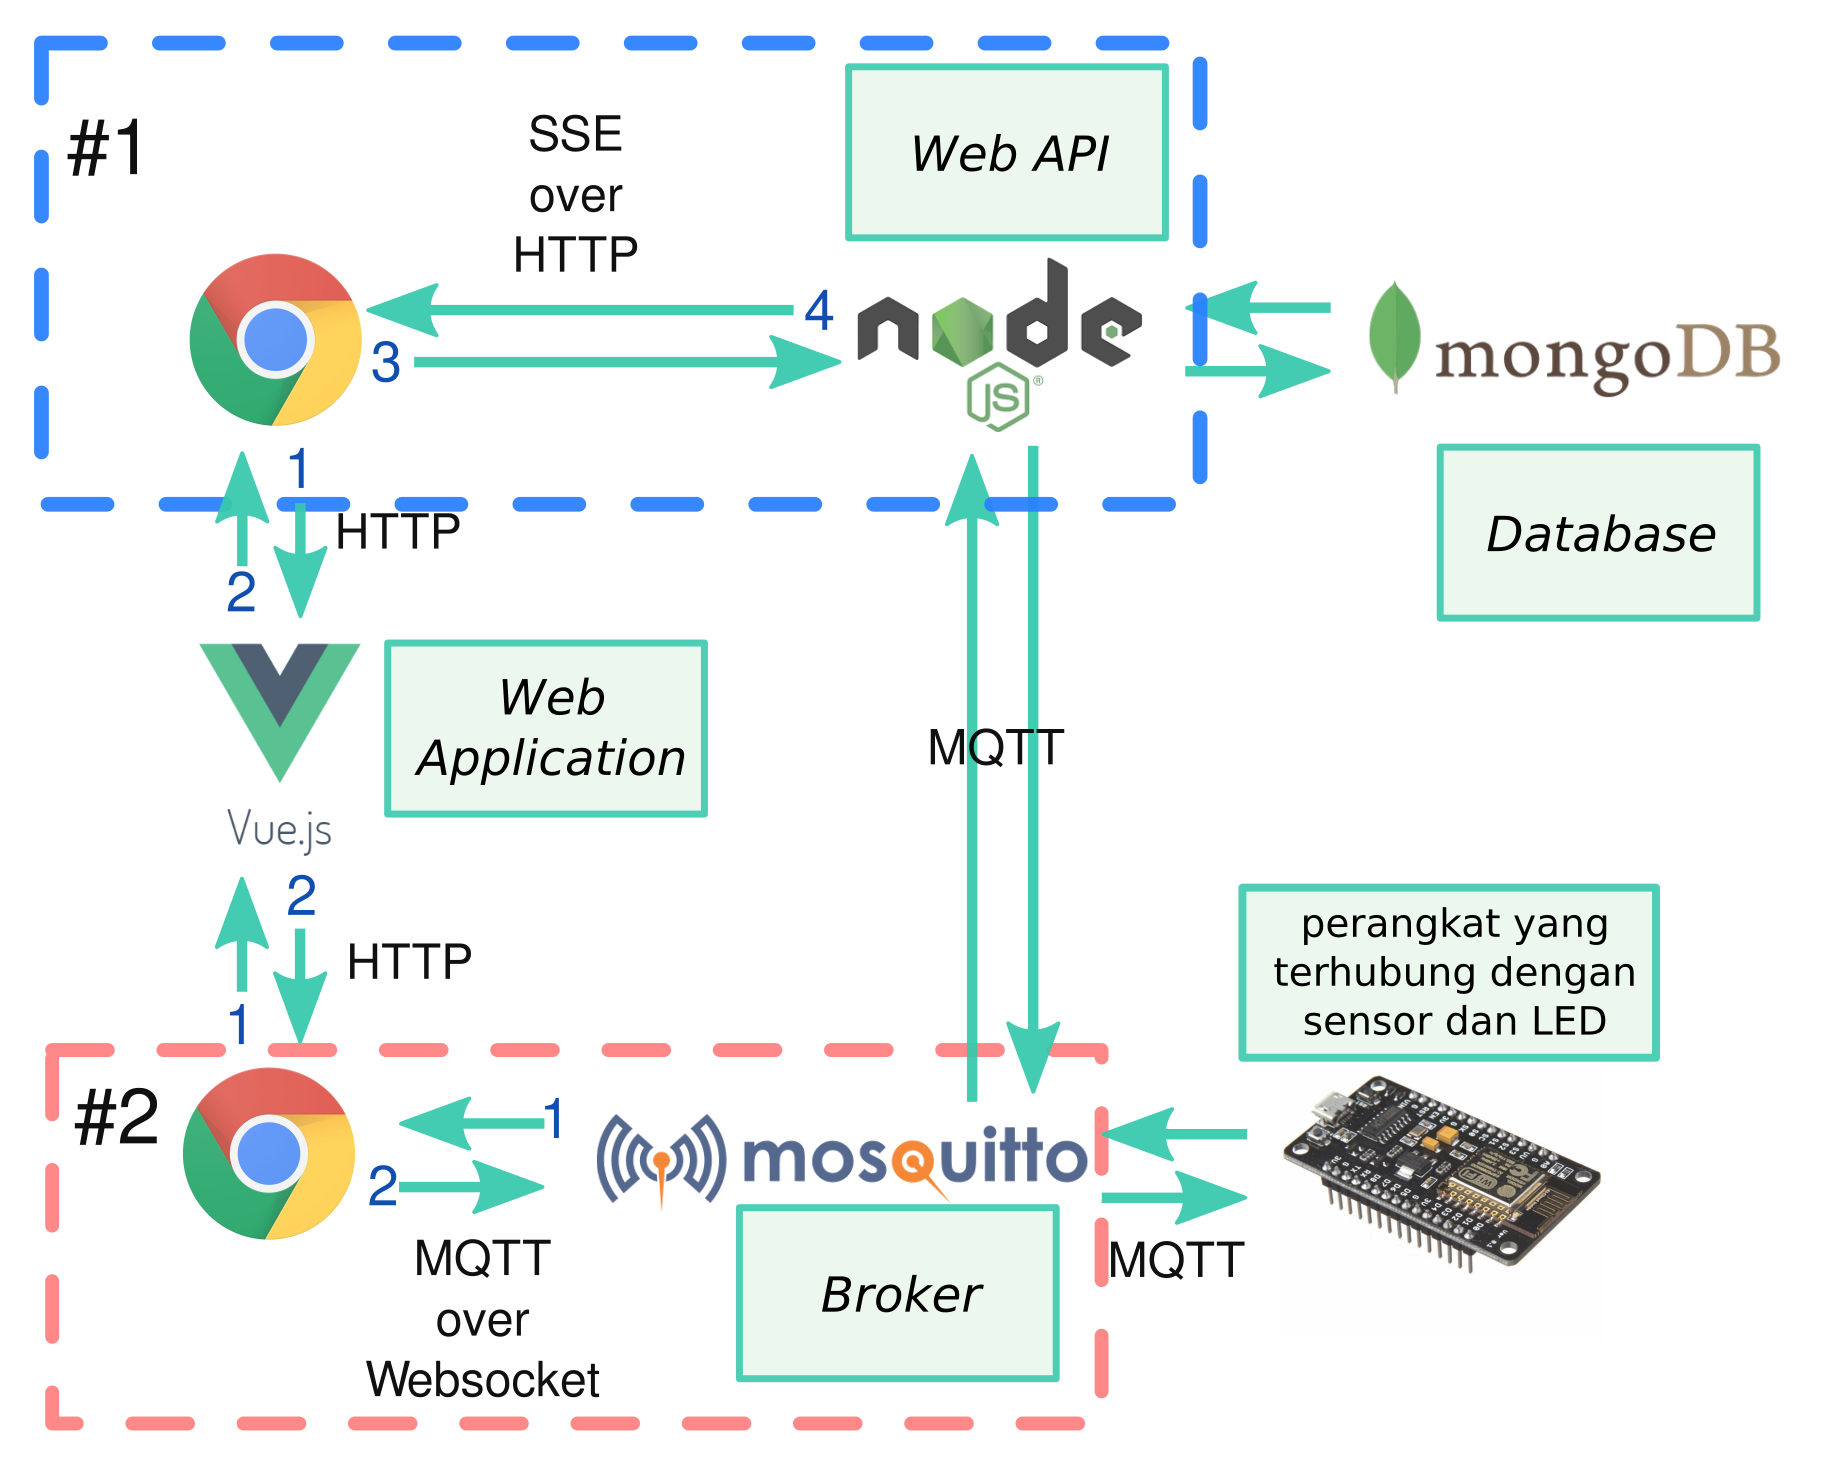 #1
SSE
over
HTTP
Web API
4
3
node
JS
®
mongoDB
1
HTTP
2
Database
Web
Application
Vue.js
MQTT
2
HTTP
1
perangkat yang
terhubung dengan
sensor dan LED
#2
1
2
mosquitto
MQTT
over
Websocket
Broker
MQTT